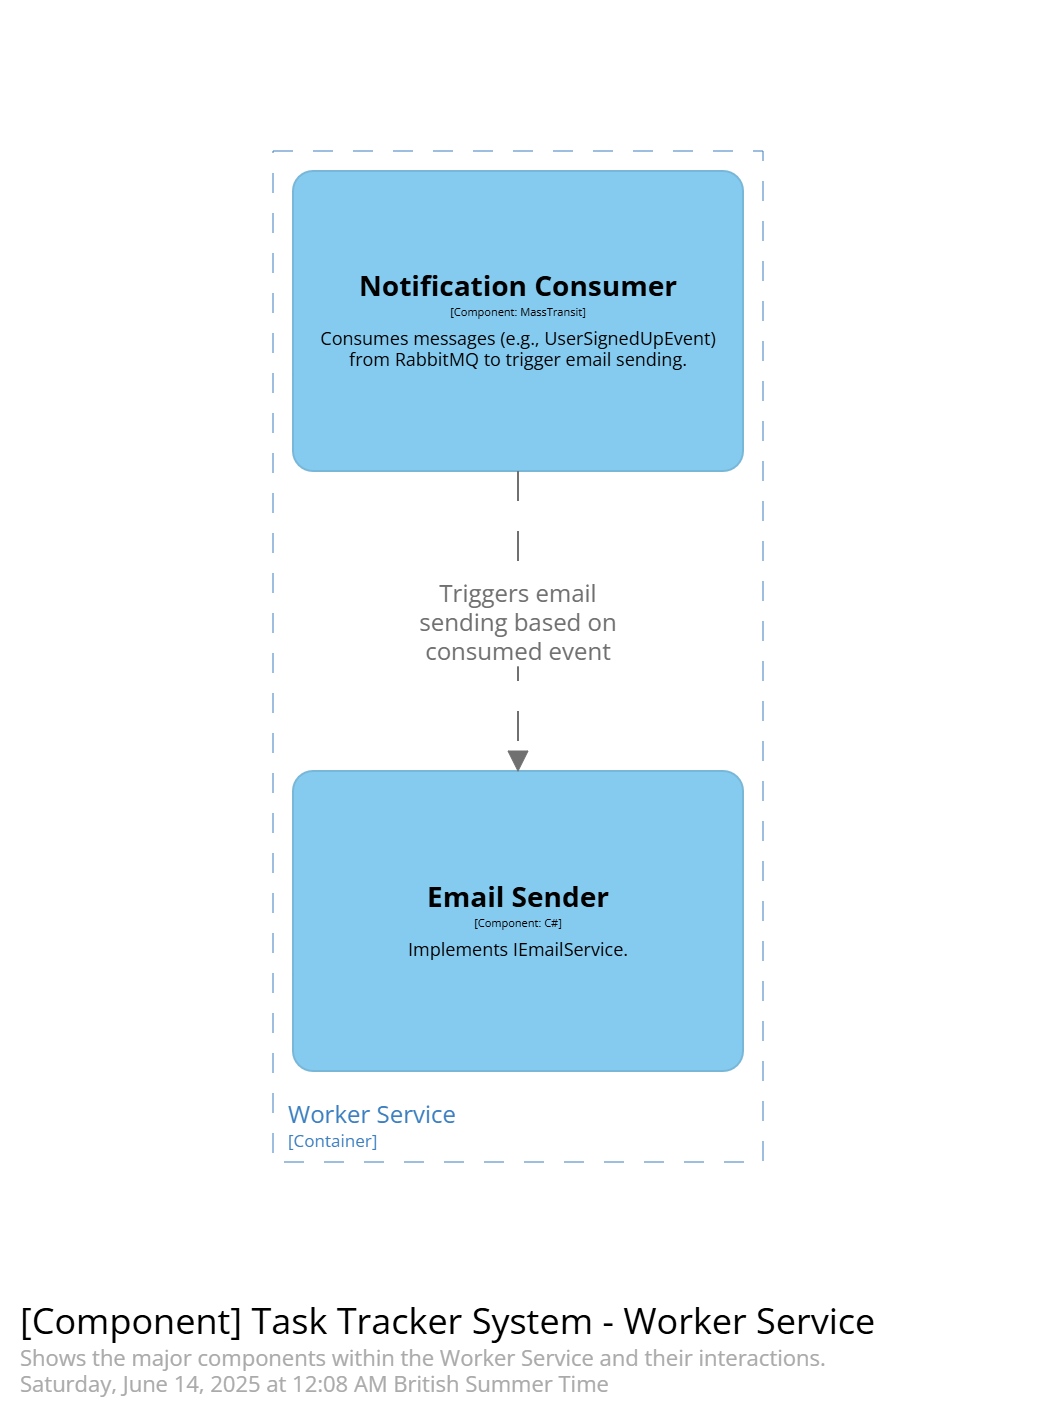 Notification Consumer
[Component: MassTransit]
Consumes messages (e.g., UserSignedUpEvent)
from RabbitMQ to trigger email sending.
Triggers email
sending based on
consumed event
Email Sender
[Component: C#]
Implements IEmailService.
Worker Service
[Container]
[Component] Task Tracker System - Worker Service
Shows the major components within the Worker Service and their interactions.
Saturday, June 14, 2025 at 12:08 AM British Summer Time